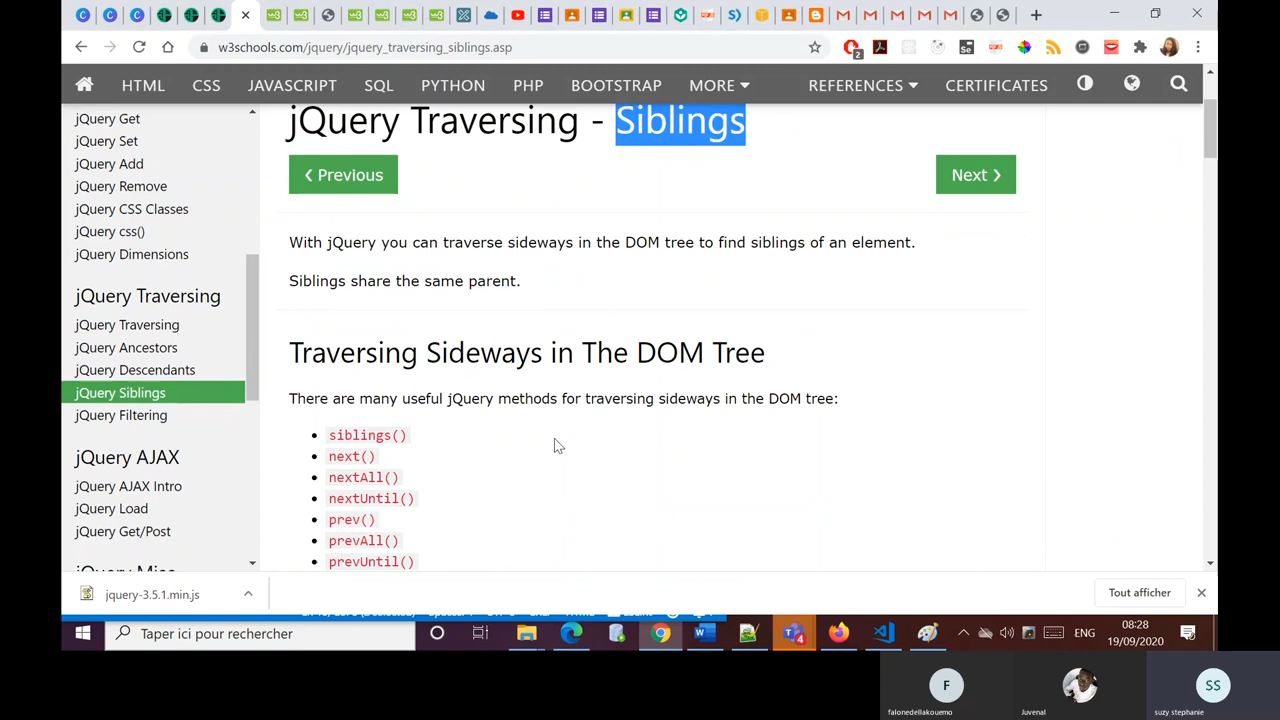 w3schools.com/jquery/jquery_traversing_siblings.asp
2
HTML CSS JAVASCRIPT SQL PYTHON PHP BOOTSTRAP MORE REFERENCES CERTIFICATES
jQuery Get
jQuery Set
jQuery Add
jQuery Remove
jQuery CSS Classes
jQuery css()
jQuery Dimensions
jQuery Traversing
jQuery Traversing
jQuery Ancestors
jQuery Descendants
jQuery Siblings
jQuery Filtering
jQuery AJAX
jQuery AJAX Intro
jQuery Load
jQuery Get/Post
jQuery Misc
jQuery Traversing - Siblings
❮ Previous
Next ❯
With jQuery you can traverse sideways in the DOM tree to find siblings of an element.
Siblings share the same parent.
Traversing Sideways in The DOM Tree
There are many useful jQuery methods for traversing sideways in the DOM tree:
• siblings()
• next()
• nextAll()
• nextUntil()
• prev()
• prevAll()
• prevUntil()
jquery-3.5.1.min.js
Tout afficher
Taper ici pour rechercher
4
ENG
08:28
19/09/2020
F
falonedellakouemo
Juvenal
SS
suzy stephanie